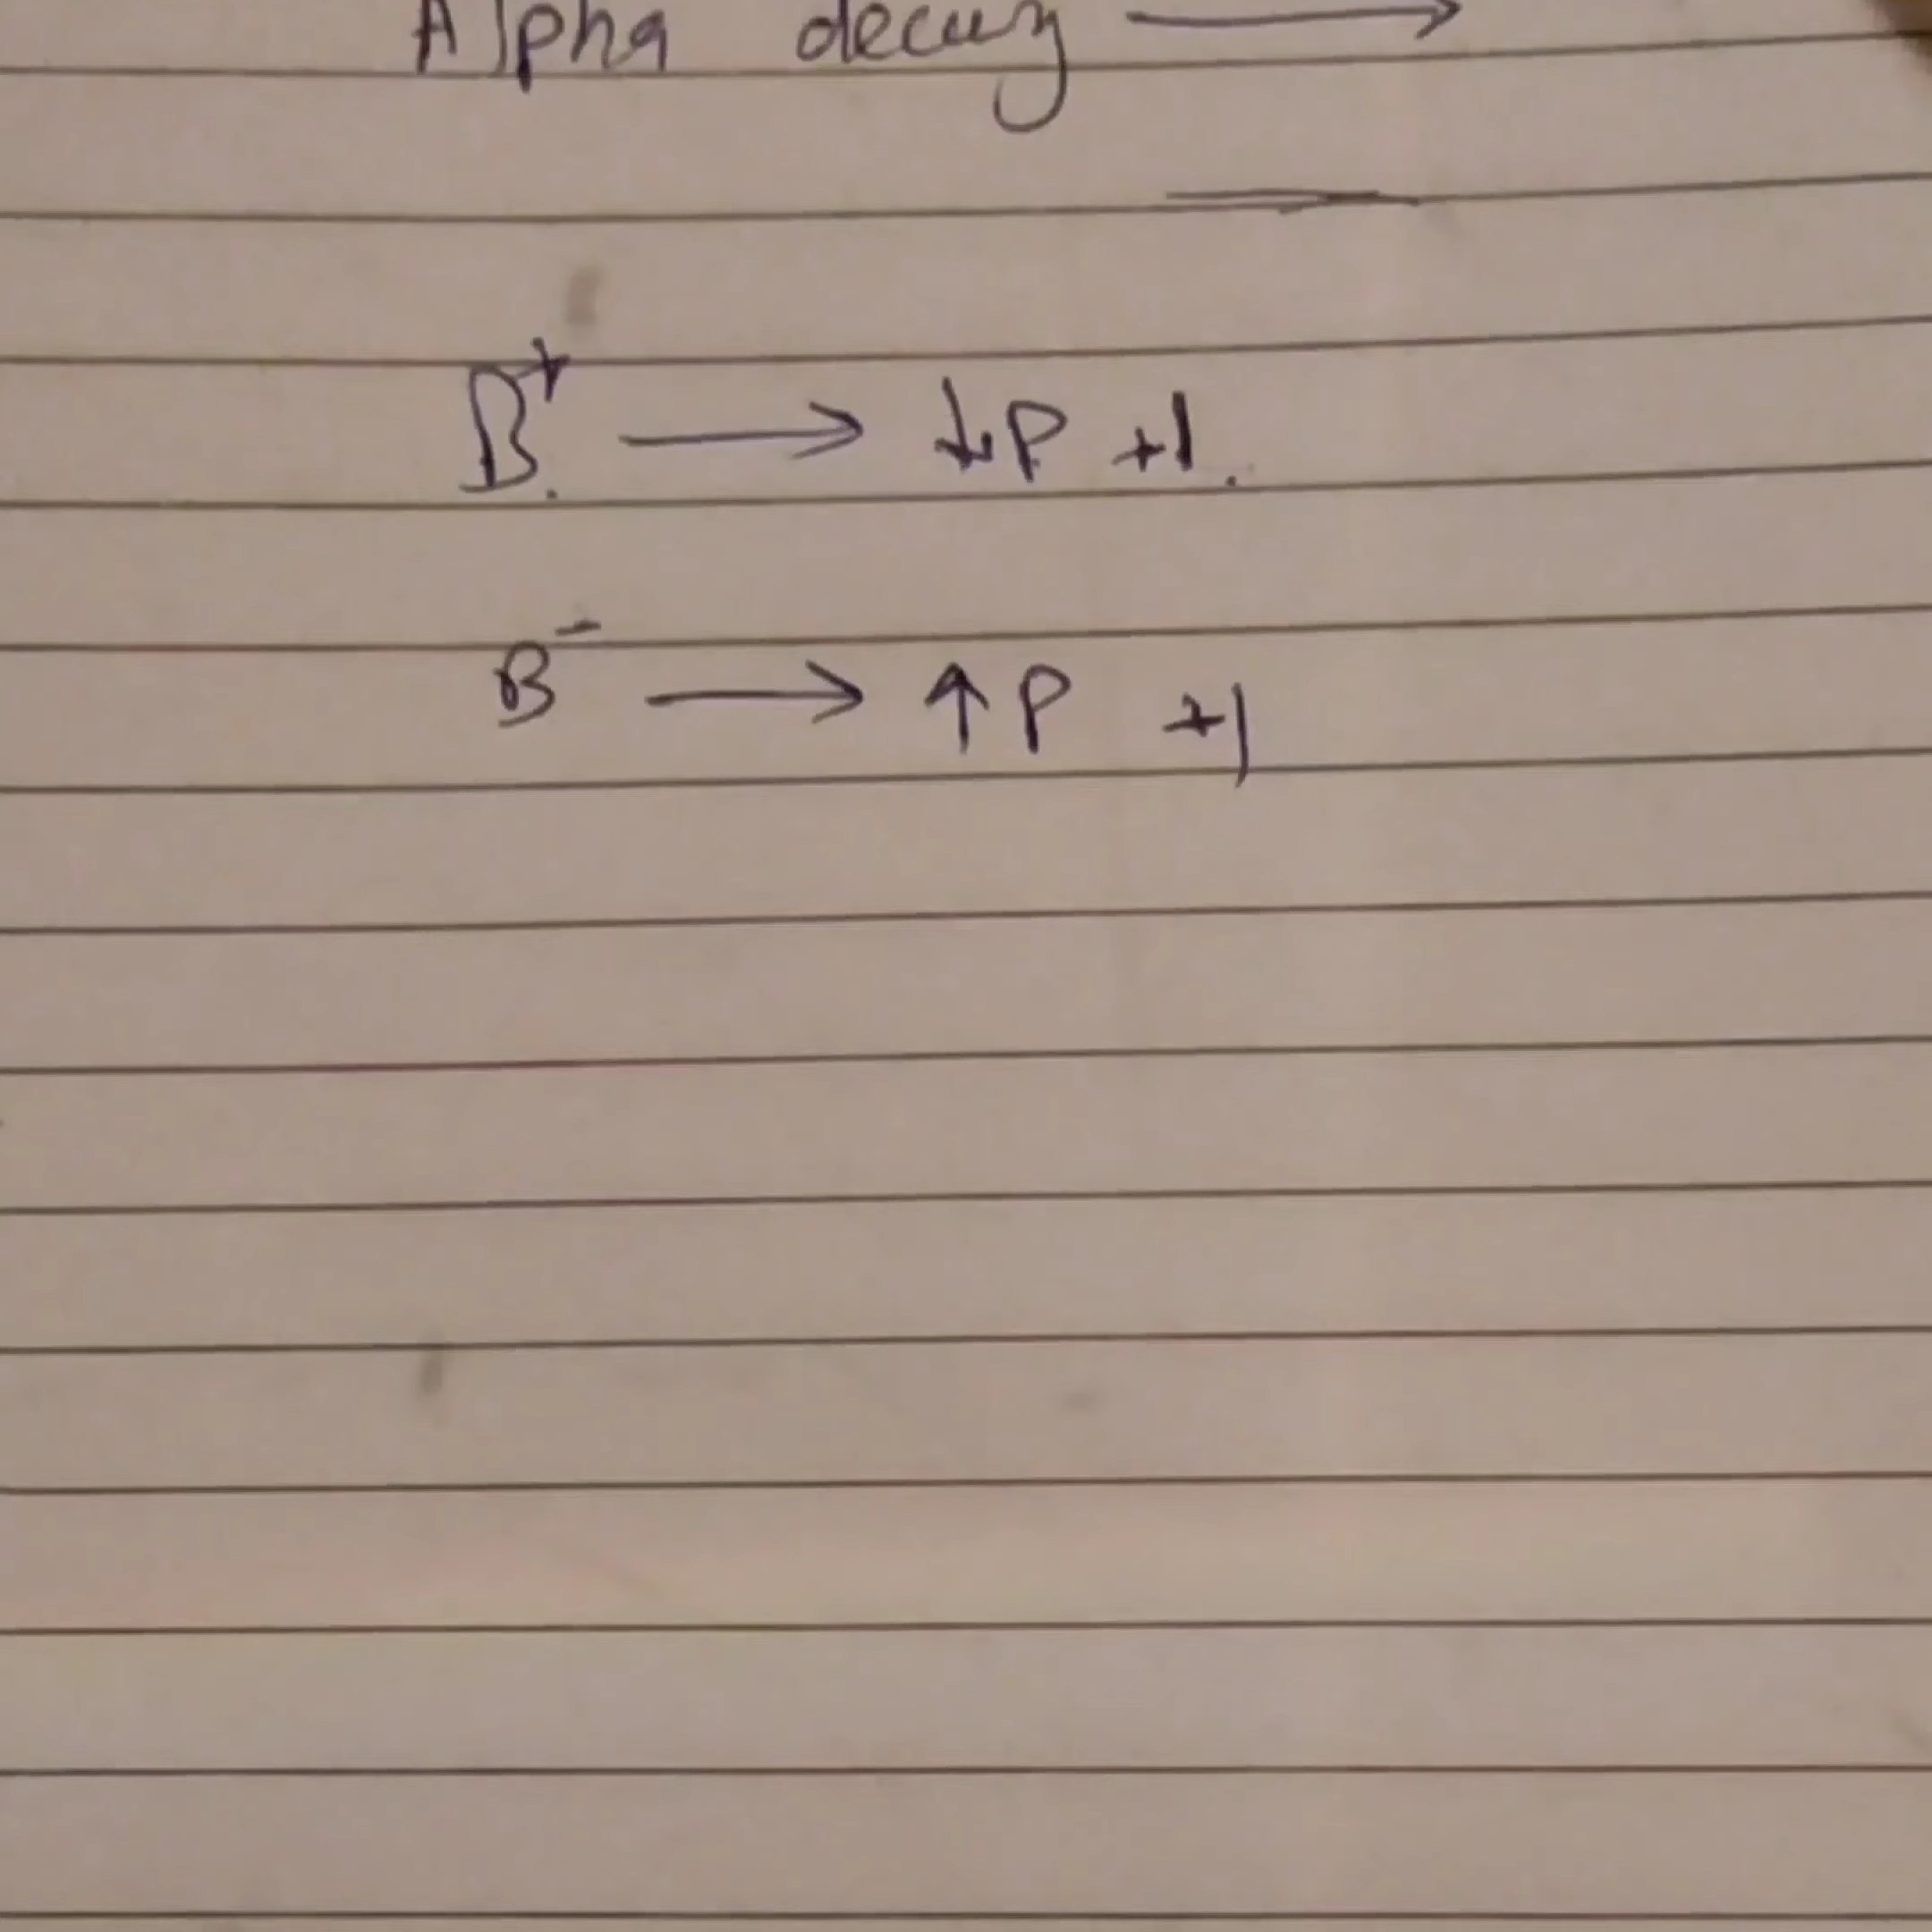 Alpha decay →
B⁺ → ↓P +1.
B⁻ → ↑P +1